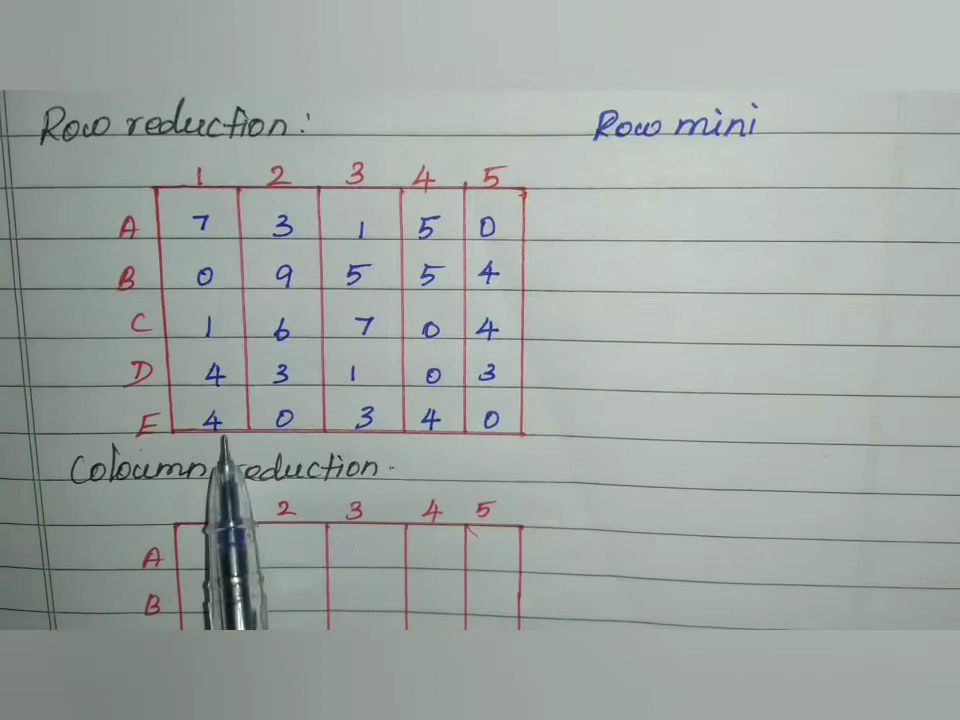 Row reduction:
Row mini
1 2 3 4 5
A 7 3 1 5 0
B 0 9 5 5 4
C 1 6 7 0 4
D 4 3 1 0 3
E 4 0 3 4 0
Coloumn reduction.
2 3 4 5
A
B